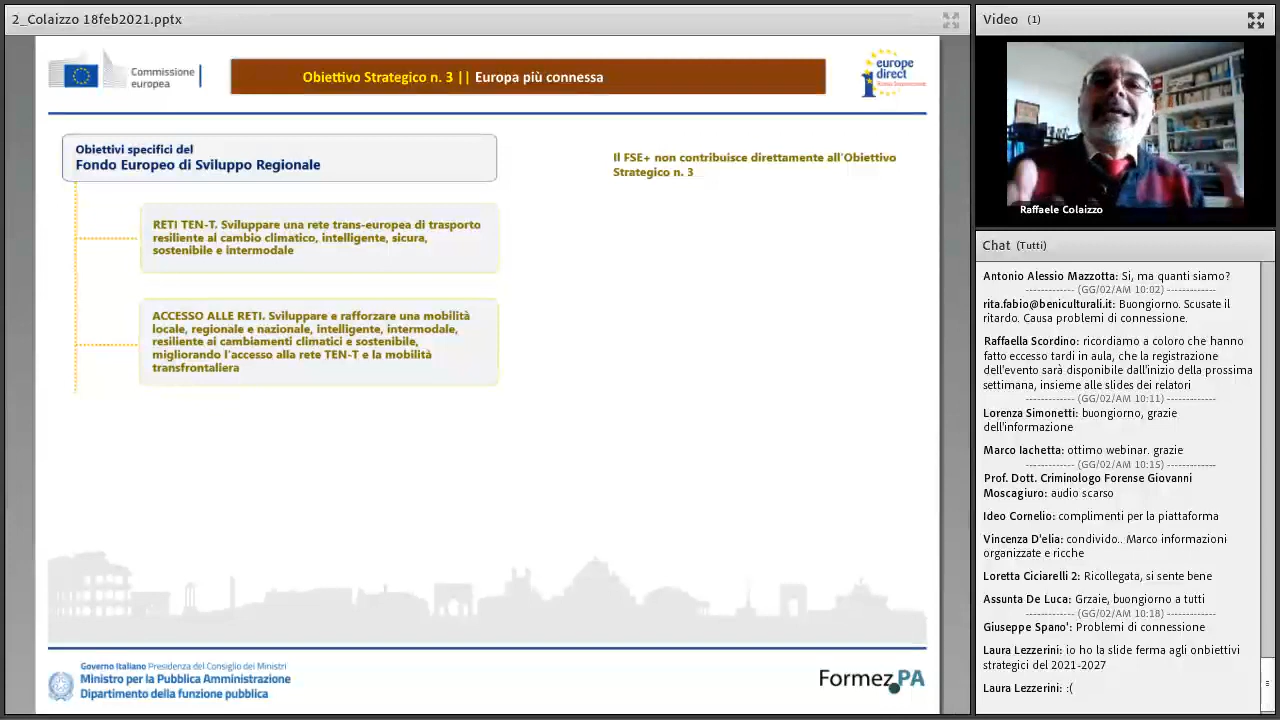 2_Colaizzo 18feb2021.pptx
Commissione
europea
Obiettivo Strategico n. 3 || Europa più connessa
europe
direct
Obiettivi specifici del
Fondo Europeo di Sviluppo Regionale
Il FSE+ non contribuisce direttamente all'Obiettivo
Strategico n. 3
RETI TEN-T. Sviluppare una rete trans-europea di trasporto
resiliente al cambio climatico, intelligente, sicura,
sostenibile e intermodale
ACCESSO ALLE RETI. Sviluppare e rafforzare una mobilità
locale, regionale e nazionale, intelligente, intermodale,
resiliente ai cambiamenti climatici e sostenibile,
migliorando l'accesso alla rete TEN-T e la mobilità
transfrontaliera
Governo Italiano Presidenza del Consiglio dei Ministri
Ministro per la Pubblica Amministrazione
Dipartimento della funzione pubblica
Formez PA
Video (1)
Raffaele Colaizzo
Chat (Tutti)
Antonio Alessio Mazzotta: Si, ma quanti siamo?
------------ (GG/02/AM 10:02) ------------
rita.fabio@beniculturali.it: Buongiorno. Scusate il
ritardo. Causa problemi di connessione.
Raffaella Scordino: ricordiamo a coloro che hanno
fatto eccesso tardi in aula, che la registrazione
dell'evento sarà disponibile dall'inizio della prossima
settimana, insieme alle slides dei relatori
------------ (GG/02/AM 10:11) ------------
Lorenza Simonetti: buongiorno, grazie
dell'informazione
Marco Iachetta: ottimo webinar. grazie
------------ (GG/02/AM 10:15) ------------
Prof. Dott. Criminologo Forense Giovanni
Moscagiuro: audio scarso
Ideo Cornelio: complimenti per la piattaforma
Vincenza D'elia: condivido.. Marco informazioni
organizzate e ricche
Loretta Ciciarelli 2: Ricollegata, si sente bene
Assunta De Luca: Grzaie, buongiorno a tutti
------------ (GG/02/AM 10:18) ------------
Giuseppe Spano': Problemi di connessione
Laura Lezzerini: io ho la slide ferma agli onbiettivi
strategici del 2021-2027
Laura Lezzerini: :(